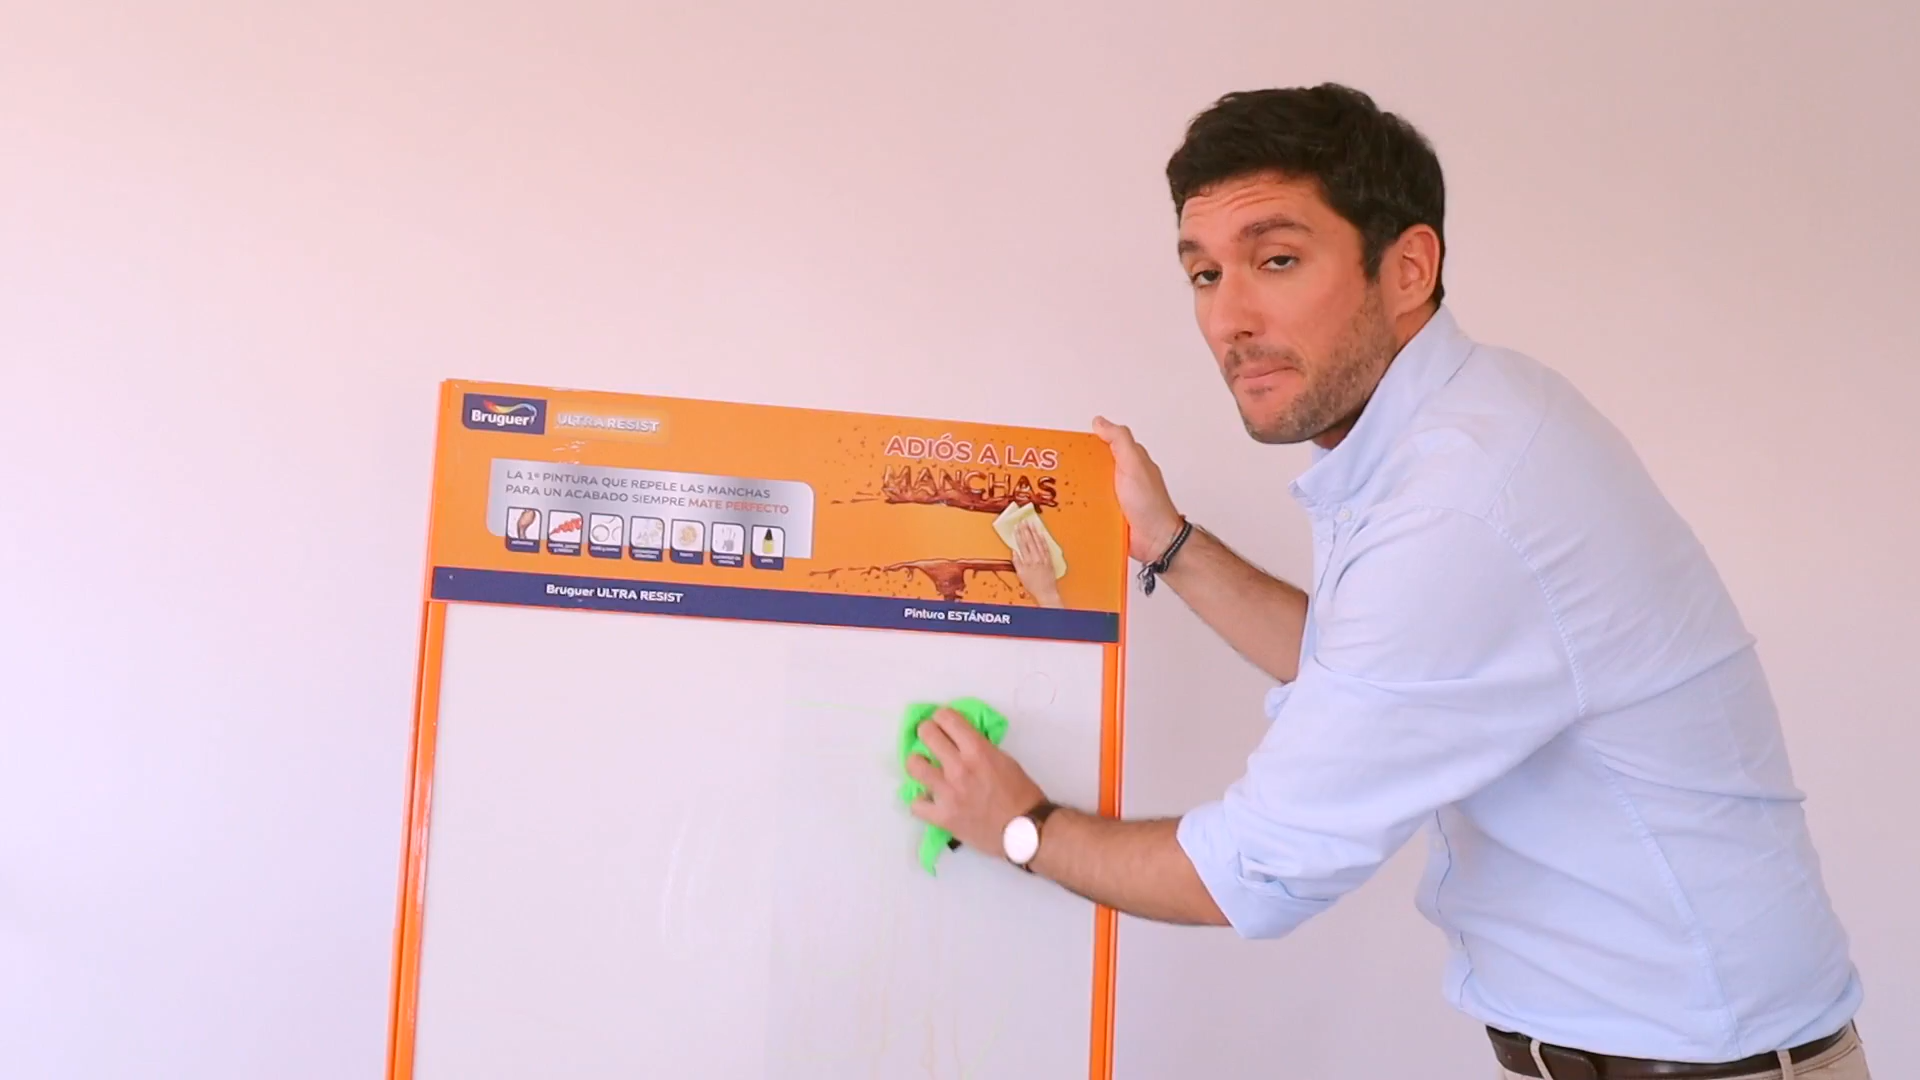 Bruguer
ULTRA RESIST
ADIÓS A LAS
MANCHAS
LA 1ª PINTURA QUE REPELE LAS MANCHAS
PARA UN ACABADO SIEMPRE MATE PERFECTO
Bruguer ULTRA RESIST
Pintura ESTÁNDAR